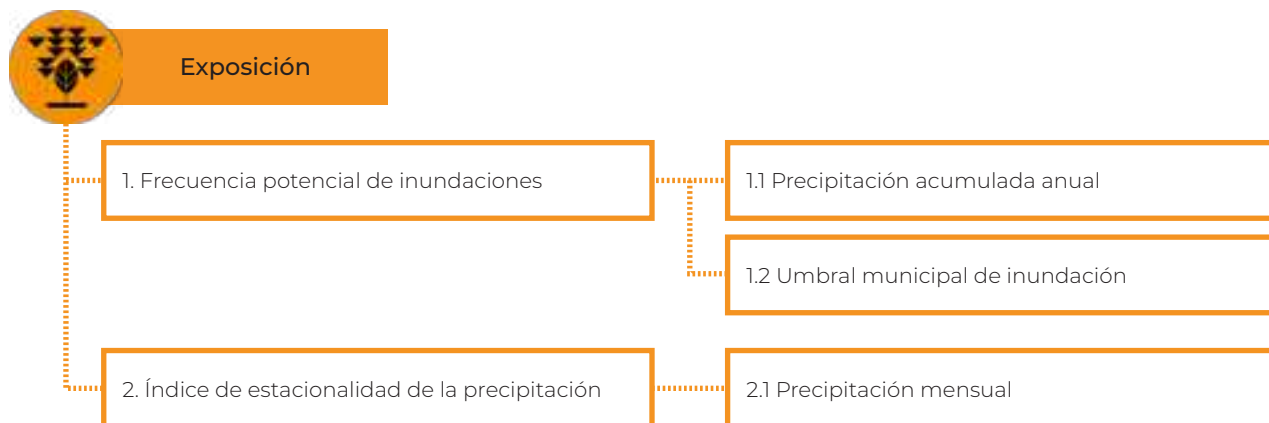 Exposición
1. Frecuencia potencial de inundaciones
1.1 Precipitación acumulada anual
1.2 Umbral municipal de inundación
2. Índice de estacionalidad de la precipitación
2.1 Precipitación mensual